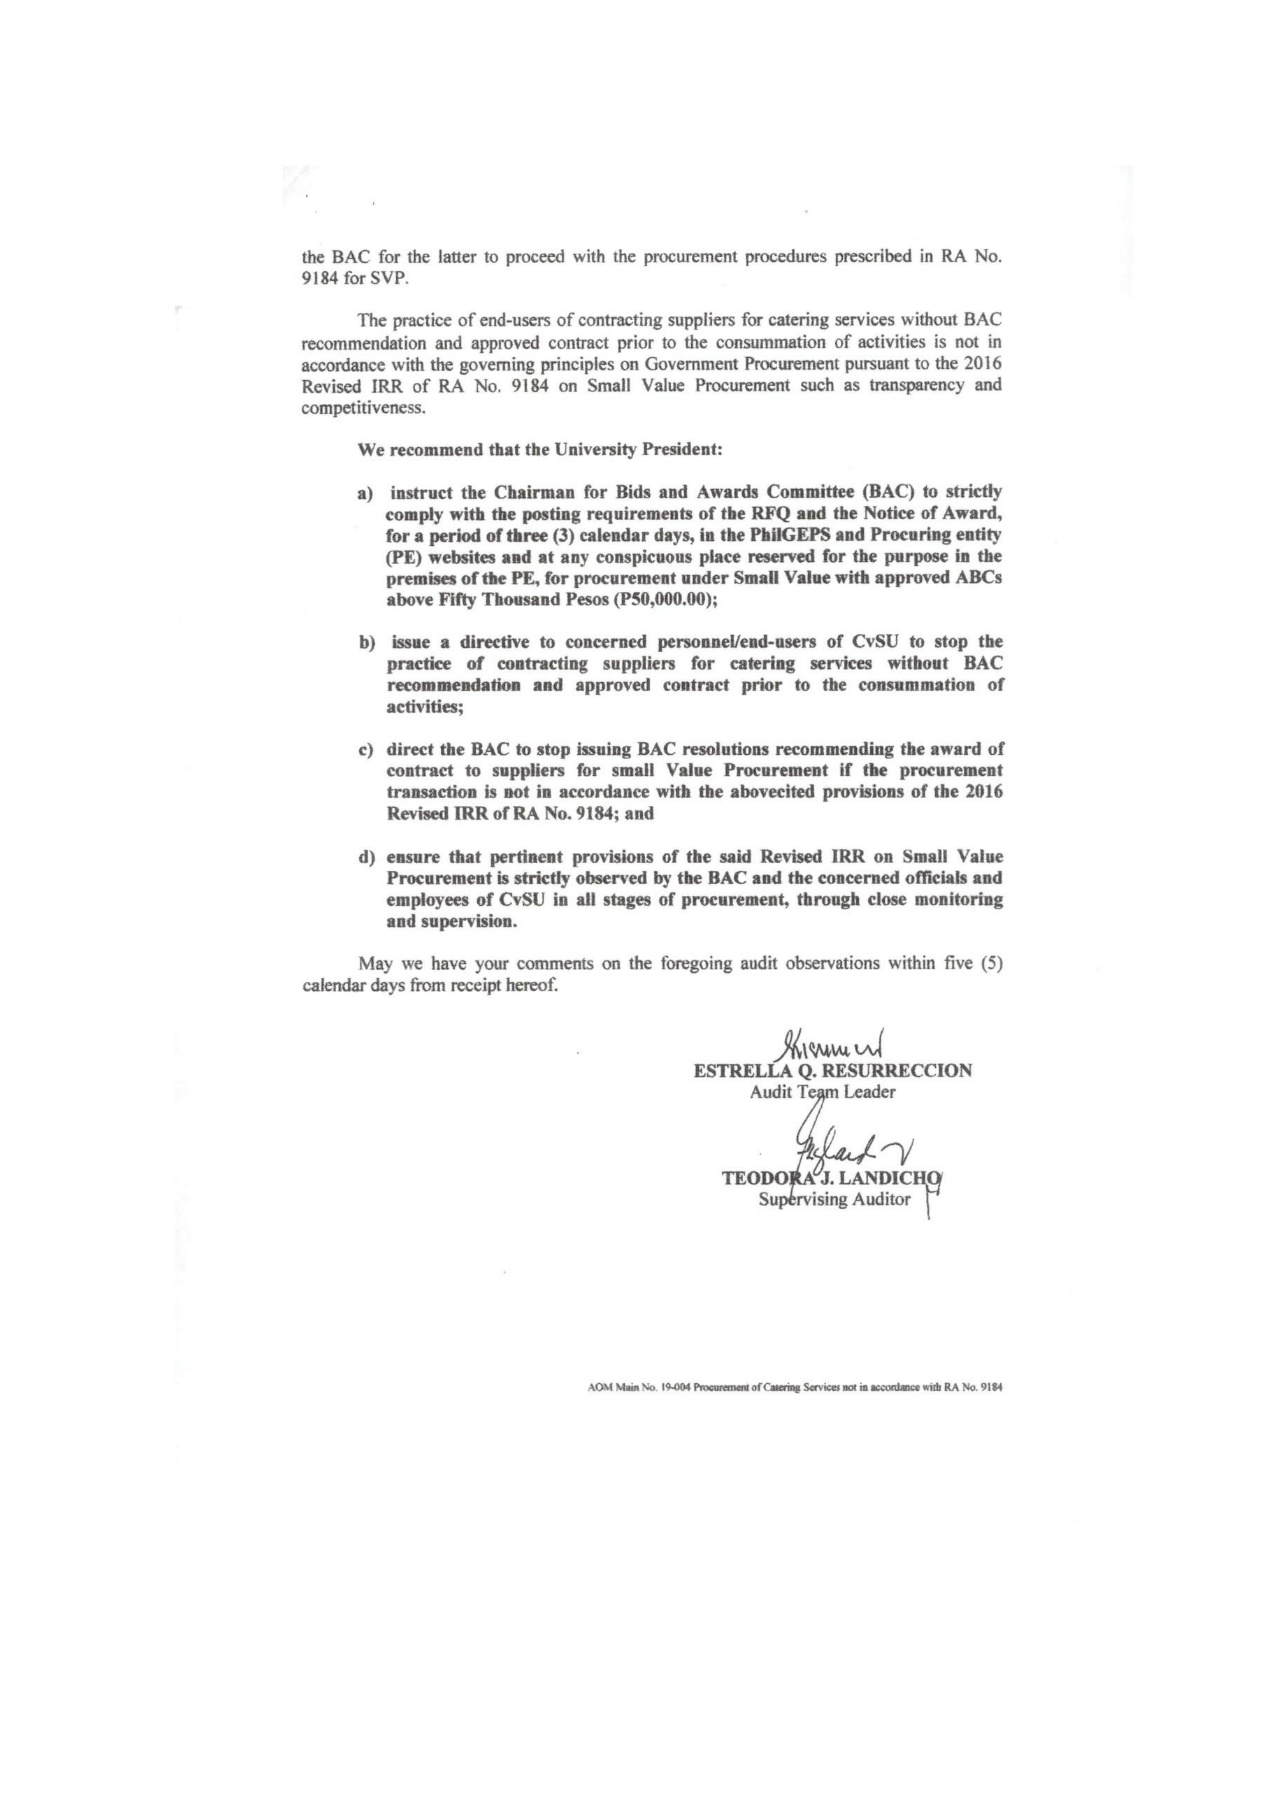 the BAC for the latter to proceed with the procurement procedures prescribed in RA No.
9184 for SVP.
The practice of end-users of contracting suppliers for catering services without BAC
recommendation and approved contract prior to the consummation of activities is not in
accordance with the governing principles on Government Procurement pursuant to the 2016
Revised IRR of RA No. 9184 on Small Value Procurement such as transparency and
competitiveness.
We recommend that the University President:
a) instruct the Chairman for Bids and Awards Committee (BAC) to strictly
comply with the posting requirements of the RFQ and the Notice of Award,
for a period of three (3) calendar days, in the PhilGEPS and Procuring entity
(PE) websites and at any conspicuous place reserved for the purpose in the
premises of the PE, for procurement under Small Value with approved ABCs
above Fifty Thousand Pesos (P50,000.00);
b) issue a directive to concerned personnel/end-users of CvSU to stop the
practice of contracting suppliers for catering services without BAC
recommendation and approved contract prior to the consummation of
activities;
c) direct the BAC to stop issuing BAC resolutions recommending the award of
contract to suppliers for small Value Procurement if the procurement
transaction is not in accordance with the abovecited provisions of the 2016
Revised IRR of RA No. 9184; and
d) ensure that pertinent provisions of the said Revised IRR on Small Value
Procurement is strictly observed by the BAC and the concerned officials and
employees of CvSU in all stages of procurement, through close monitoring
and supervision.
May we have your comments on the foregoing audit observations within five (5)
calendar days from receipt hereof.
ESTRELLA Q. RESURRECCION
Audit Team Leader
TEODORA J. LANDICHO
Supervising Auditor
AOM Main No. 19-004 Procurement of Catering Services not in accordance with RA No. 9184